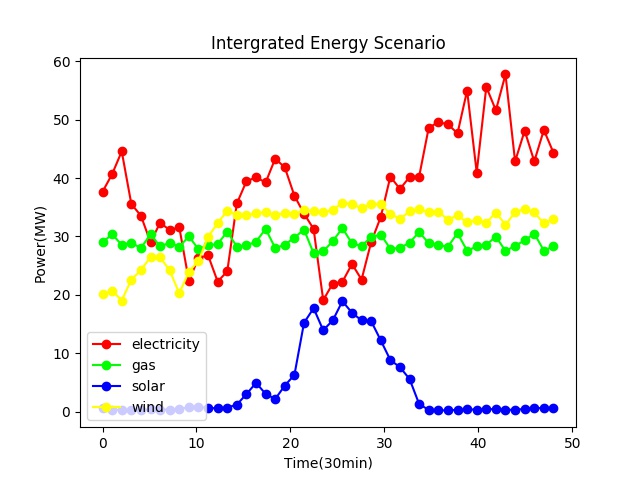 Intergrated Energy Scenario
60
50
40
30
20
10
0
Power(MW)
electricity
gas
solar
wind
0 10 20 30 40 50
Time(30min)